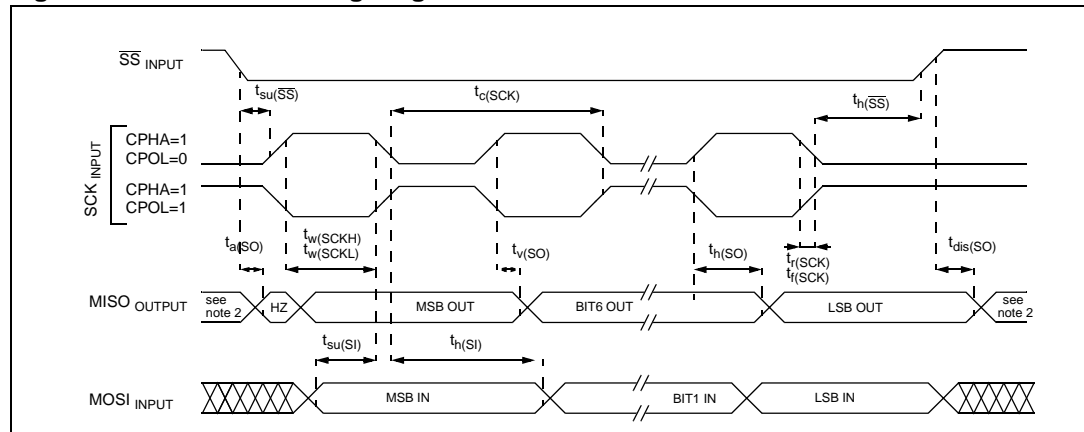 SS INPUT
tsu(SS)
tc(SCK)
th(SS)
SCK INPUT
CPHA=1
CPOL=0
CPHA=1
CPOL=1
ta(SO)
tw(SCKH)
tw(SCKL)
tv(SO)
th(SO)
tr(SCK)
tf(SCK)
tdis(SO)
MISO OUTPUT
see
note 2
HZ
MSB OUT
BIT6 OUT
LSB OUT
see
note 2
tsu(SI)
th(SI)
MOSI INPUT
MSB IN
BIT1 IN
LSB IN